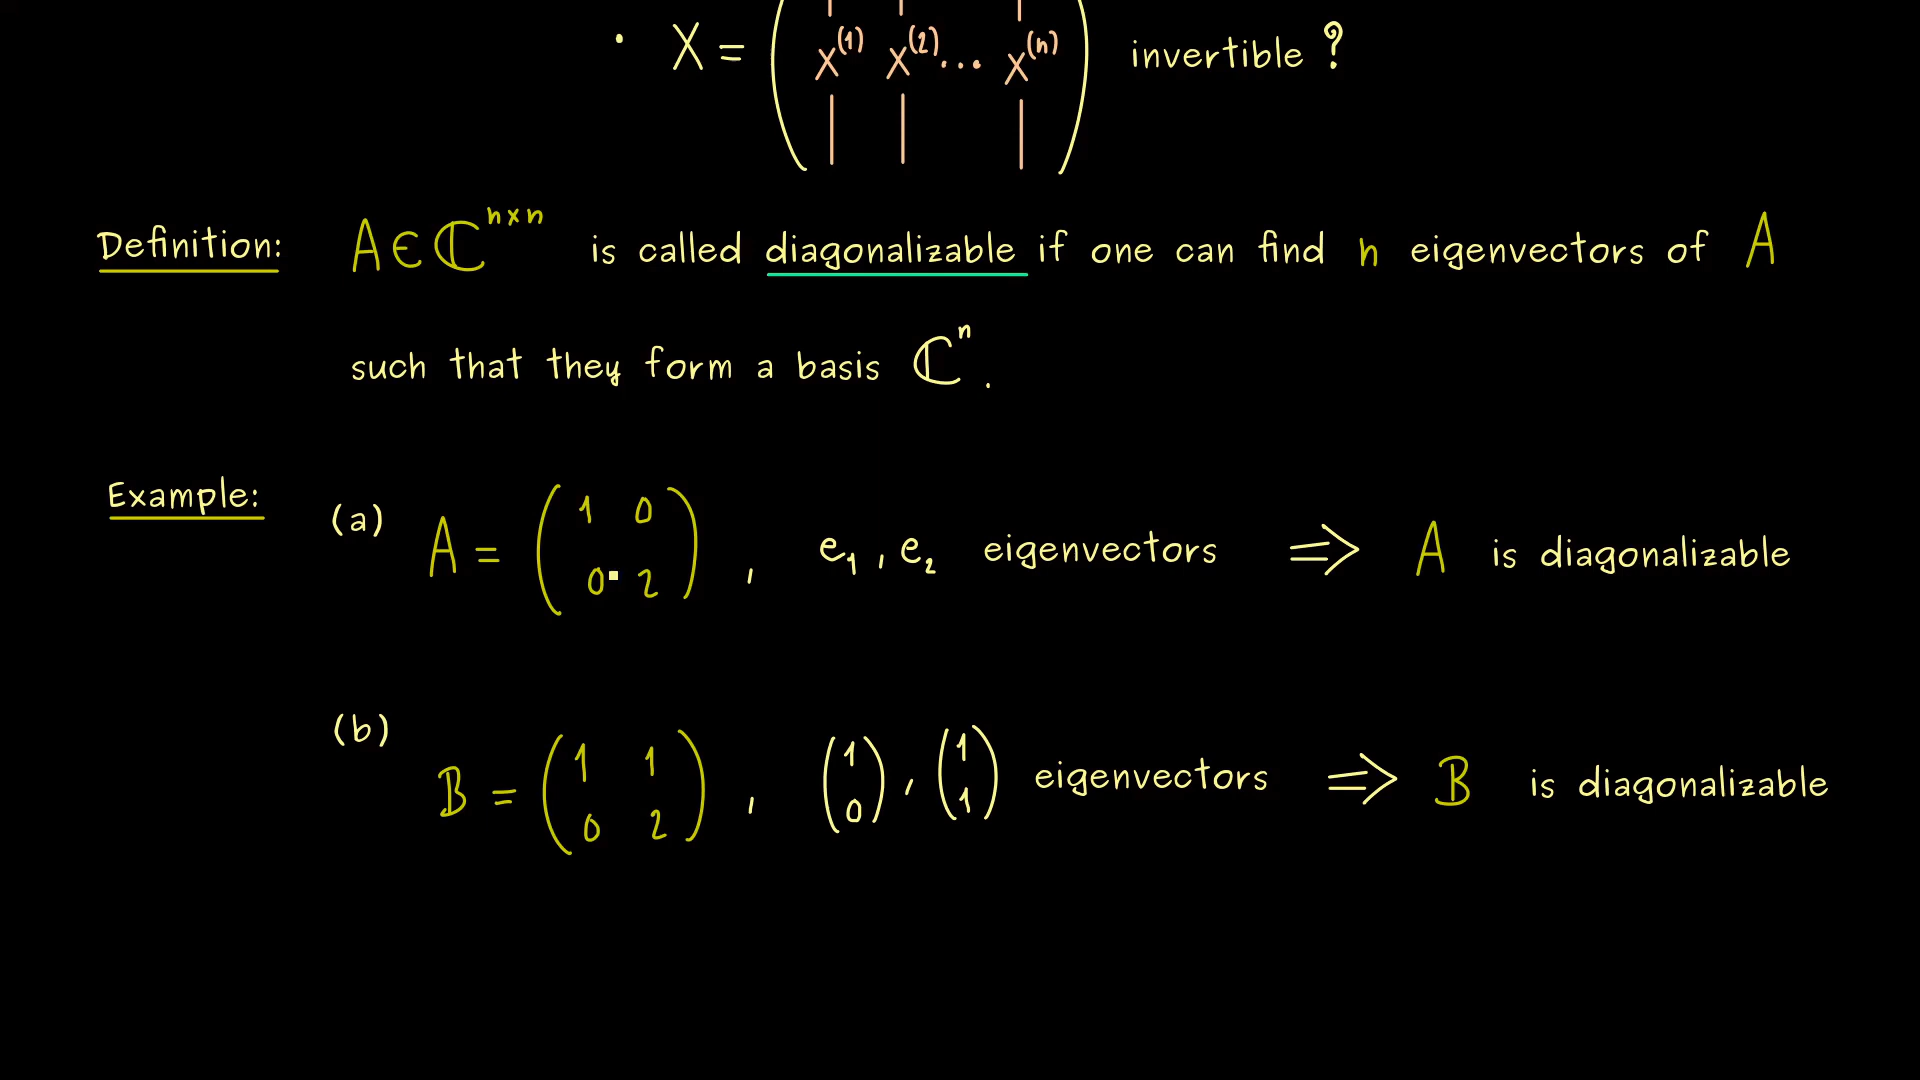 • X = ( x^(1) x^(2) ... x^(n) ) invertible ?
Definition: A ∈ ℂ^{n×n} is called diagonalizable if one can find n eigenvectors of A
such that they form a basis ℂ^n .
Example: (a) A = ( 1 0 ; 0 2 ) , e₁ , e₂ eigenvectors ⇒ A is diagonalizable
(b) B = ( 1 1 ; 0 2 ) , ( 1 ; 0 ) , ( 1 ; 1 ) eigenvectors ⇒ B is diagonalizable